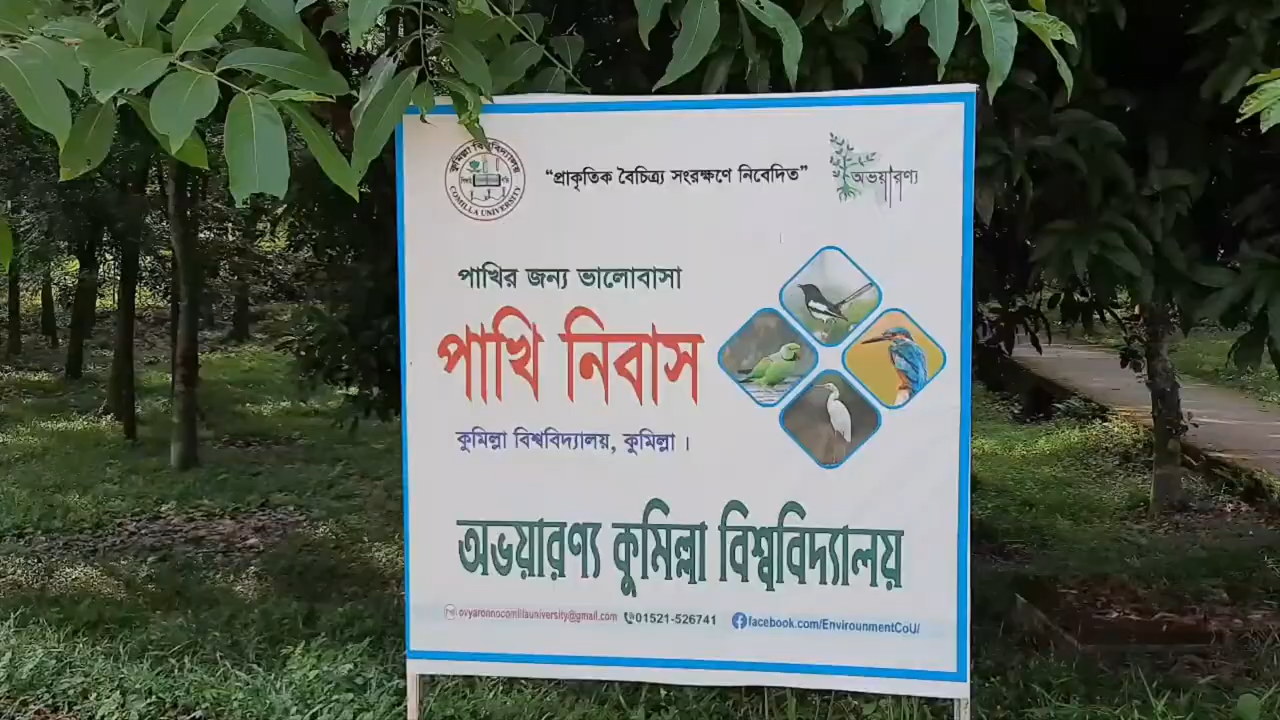 কুমিল্লা বিশ্ববিদ্যালয়
COMILLA UNIVERSITY
“প্রাকৃতিক বৈচিত্র্য সংরক্ষণে নিবেদিত”
অভয়ারণ্য
পাখির জন্য ভালোবাসা
পাখি নিবাস
কুমিল্লা বিশ্ববিদ্যালয়, কুমিল্লা ।
অভয়ারণ্য কুমিল্লা বিশ্ববিদ্যালয়
ovyaronnocomillauniversity@gmail.com 01521-526741 facebook.com/EnvirounmentCoU/